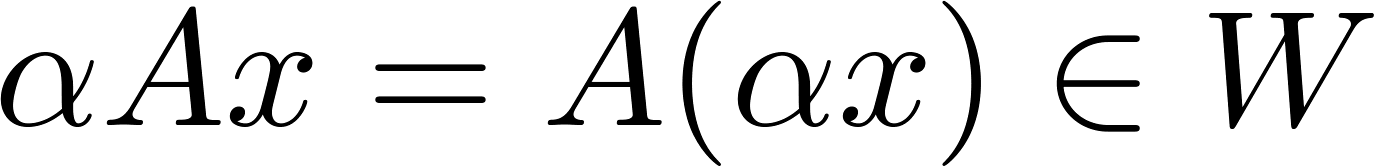 αAx = A(αx) ∈ W